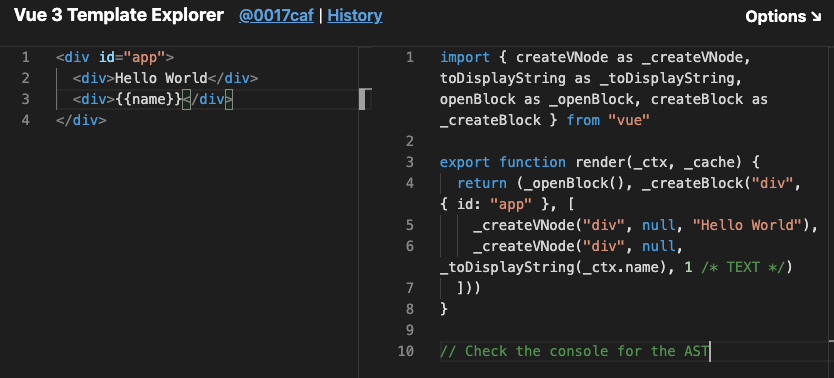 Vue 3 Template Explorer @0017caf | History Options ↘
1 <div id="app">
2 <div>Hello World</div>
3 <div>{{name}}</div>
4 </div>
1 import { createVNode as _createVNode,
toDisplayString as _toDisplayString,
openBlock as _openBlock, createBlock as
_createBlock } from "vue"
2
3 export function render(_ctx, _cache) {
4 return (_openBlock(), _createBlock("div",
{ id: "app" }, [
5 _createVNode("div", null, "Hello World"),
6 _createVNode("div", null,
_toDisplayString(_ctx.name), 1 /* TEXT */)
7 ]))
8 }
9
10 // Check the console for the AST